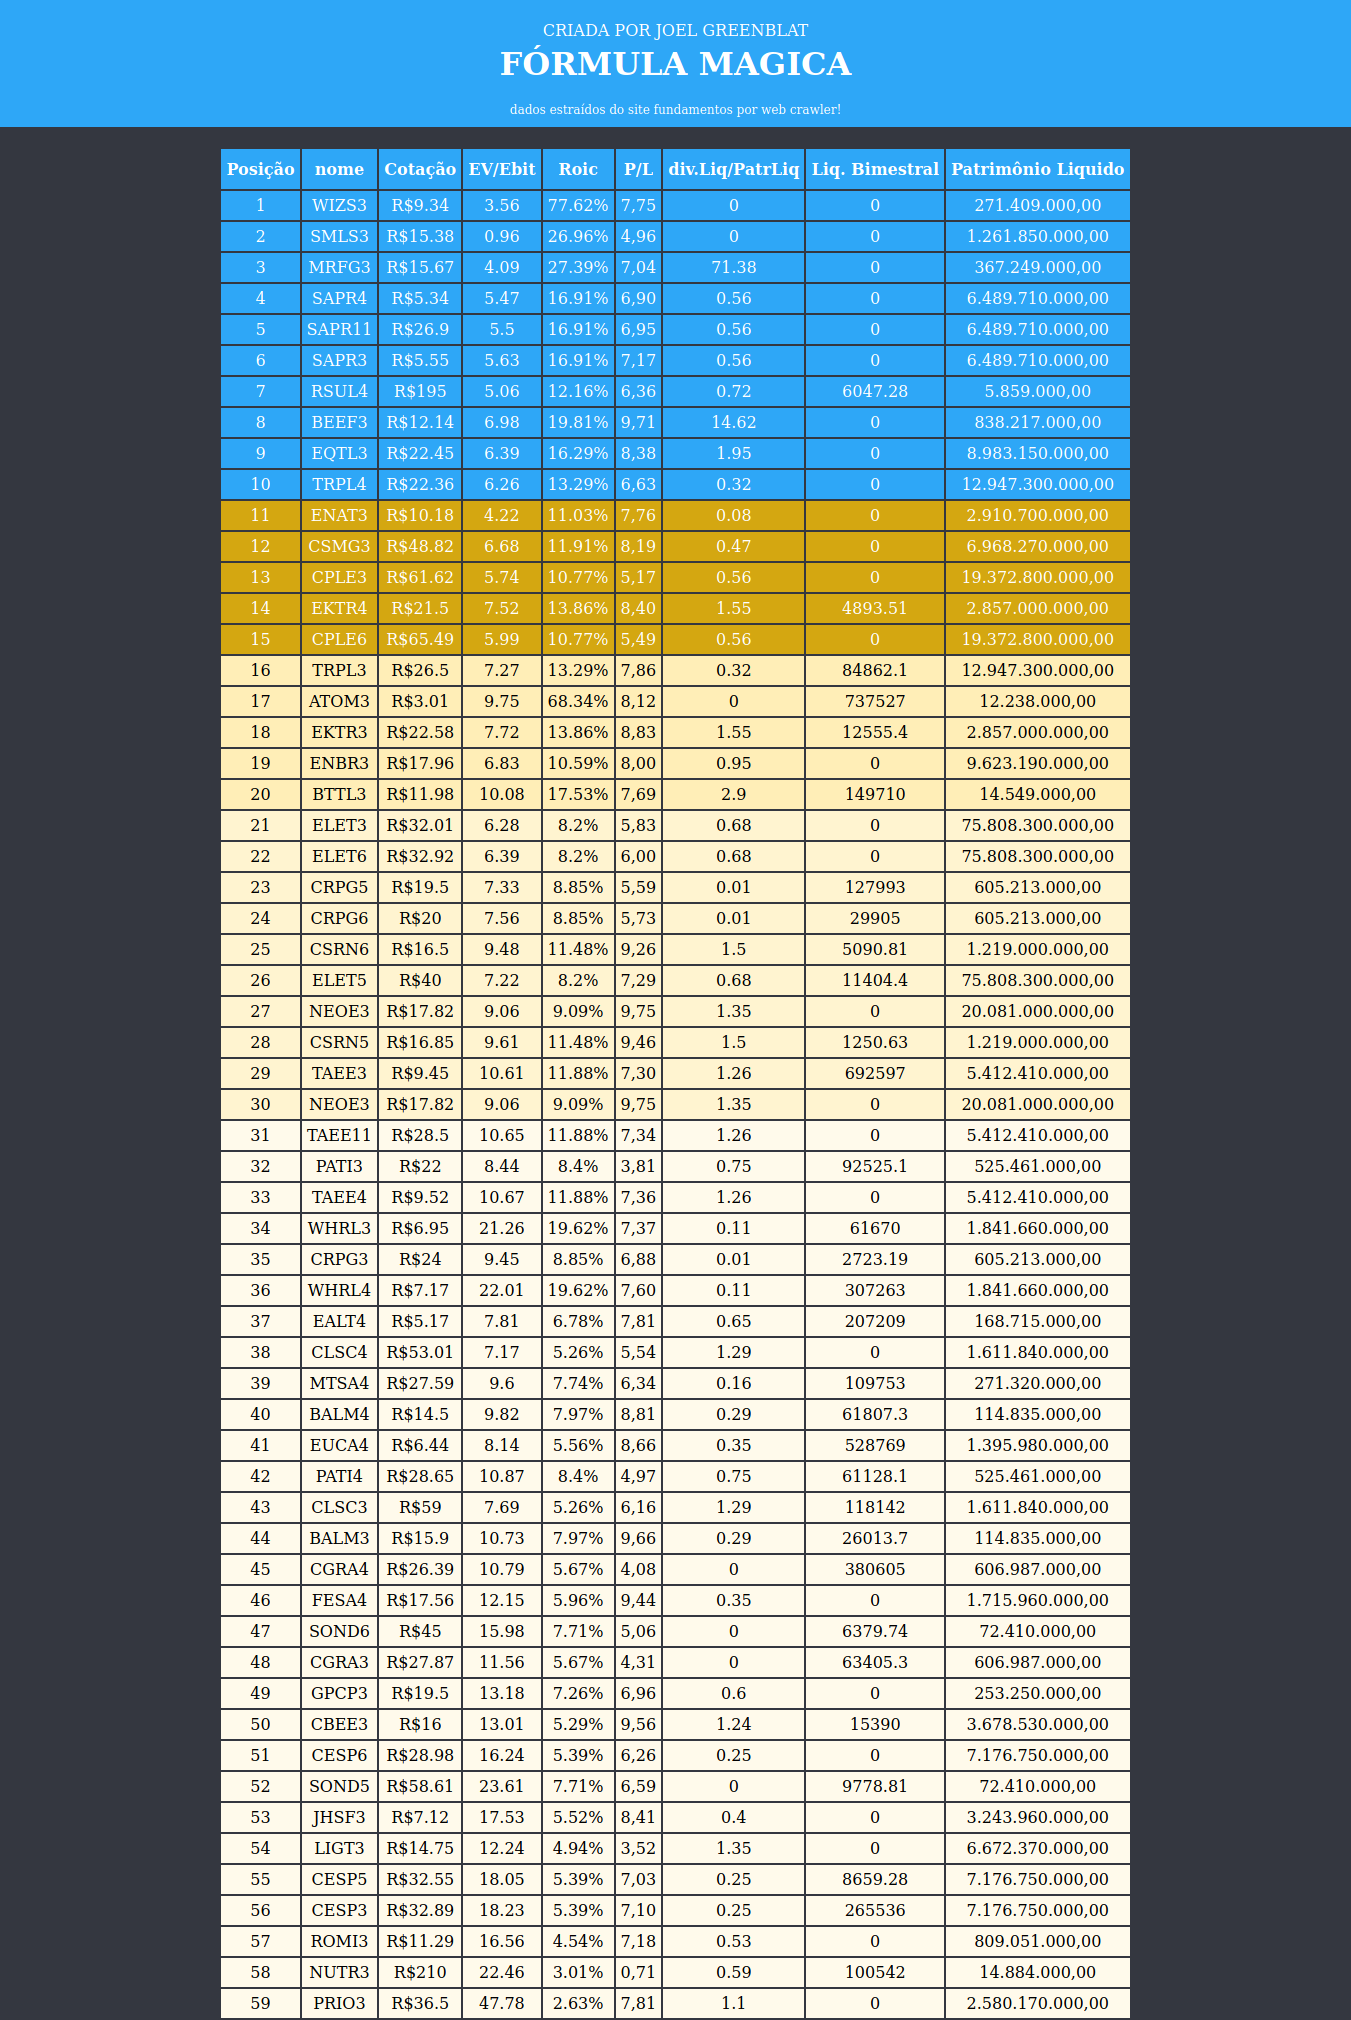 CRIADA POR JOEL GREENBLAT
FÓRMULA MAGICA
dados estraídos do site fundamentos por web crawler!
Posição nome Cotação EV/Ebit Roic P/L div.Liq/PatrLiq Liq. Bimestral Patrimônio Liquido
1 WIZS3 R$9.34 3.56 77.62% 7,75 0 0 271.409.000,00
2 SMLS3 R$15.38 0.96 26.96% 4,96 0 0 1.261.850.000,00
3 MRFG3 R$15.67 4.09 27.39% 7,04 71.38 0 367.249.000,00
4 SAPR4 R$5.34 5.47 16.91% 6,90 0.56 0 6.489.710.000,00
5 SAPR11 R$26.9 5.5 16.91% 6,95 0.56 0 6.489.710.000,00
6 SAPR3 R$5.55 5.63 16.91% 7,17 0.56 0 6.489.710.000,00
7 RSUL4 R$195 5.06 12.16% 6,36 0.72 6047.28 5.859.000,00
8 BEEF3 R$12.14 6.98 19.81% 9,71 14.62 0 838.217.000,00
9 EQTL3 R$22.45 6.39 16.29% 8,38 1.95 0 8.983.150.000,00
10 TRPL4 R$22.36 6.26 13.29% 6,63 0.32 0 12.947.300.000,00
11 ENAT3 R$10.18 4.22 11.03% 7,76 0.08 0 2.910.700.000,00
12 CSMG3 R$48.82 6.68 11.91% 8,19 0.47 0 6.968.270.000,00
13 CPLE3 R$61.62 5.74 10.77% 5,17 0.56 0 19.372.800.000,00
14 EKTR4 R$21.5 7.52 13.86% 8,40 1.55 4893.51 2.857.000.000,00
15 CPLE6 R$65.49 5.99 10.77% 5,49 0.56 0 19.372.800.000,00
16 TRPL3 R$26.5 7.27 13.29% 7,86 0.32 84862.1 12.947.300.000,00
17 ATOM3 R$3.01 9.75 68.34% 8,12 0 737527 12.238.000,00
18 EKTR3 R$22.58 7.72 13.86% 8,83 1.55 12555.4 2.857.000.000,00
19 ENBR3 R$17.96 6.83 10.59% 8,00 0.95 0 9.623.190.000,00
20 BTTL3 R$11.98 10.08 17.53% 7,69 2.9 149710 14.549.000,00
21 ELET3 R$32.01 6.28 8.2% 5,83 0.68 0 75.808.300.000,00
22 ELET6 R$32.92 6.39 8.2% 6,00 0.68 0 75.808.300.000,00
23 CRPG5 R$19.5 7.33 8.85% 5,59 0.01 127993 605.213.000,00
24 CRPG6 R$20 7.56 8.85% 5,73 0.01 29905 605.213.000,00
25 CSRN6 R$16.5 9.48 11.48% 9,26 1.5 5090.81 1.219.000.000,00
26 ELET5 R$40 7.22 8.2% 7,29 0.68 11404.4 75.808.300.000,00
27 NEOE3 R$17.82 9.06 9.09% 9,75 1.35 0 20.081.000.000,00
28 CSRN5 R$16.85 9.61 11.48% 9,46 1.5 1250.63 1.219.000.000,00
29 TAEE3 R$9.45 10.61 11.88% 7,30 1.26 692597 5.412.410.000,00
30 NEOE3 R$17.82 9.06 9.09% 9,75 1.35 0 20.081.000.000,00
31 TAEE11 R$28.5 10.65 11.88% 7,34 1.26 0 5.412.410.000,00
32 PATI3 R$22 8.44 8.4% 3,81 0.75 92525.1 525.461.000,00
33 TAEE4 R$9.52 10.67 11.88% 7,36 1.26 0 5.412.410.000,00
34 WHRL3 R$6.95 21.26 19.62% 7,37 0.11 61670 1.841.660.000,00
35 CRPG3 R$24 9.45 8.85% 6,88 0.01 2723.19 605.213.000,00
36 WHRL4 R$7.17 22.01 19.62% 7,60 0.11 307263 1.841.660.000,00
37 EALT4 R$5.17 7.81 6.78% 7,81 0.65 207209 168.715.000,00
38 CLSC4 R$53.01 7.17 5.26% 5,54 1.29 0 1.611.840.000,00
39 MTSA4 R$27.59 9.6 7.74% 6,34 0.16 109753 271.320.000,00
40 BALM4 R$14.5 9.82 7.97% 8,81 0.29 61807.3 114.835.000,00
41 EUCA4 R$6.44 8.14 5.56% 8,66 0.35 528769 1.395.980.000,00
42 PATI4 R$28.65 10.87 8.4% 4,97 0.75 61128.1 525.461.000,00
43 CLSC3 R$59 7.69 5.26% 6,16 1.29 118142 1.611.840.000,00
44 BALM3 R$15.9 10.73 7.97% 9,66 0.29 26013.7 114.835.000,00
45 CGRA4 R$26.39 10.79 5.67% 4,08 0 380605 606.987.000,00
46 FESA4 R$17.56 12.15 5.96% 9,44 0.35 0 1.715.960.000,00
47 SOND6 R$45 15.98 7.71% 5,06 0 6379.74 72.410.000,00
48 CGRA3 R$27.87 11.56 5.67% 4,31 0 63405.3 606.987.000,00
49 GPCP3 R$19.5 13.18 7.26% 6,96 0.6 0 253.250.000,00
50 CBEE3 R$16 13.01 5.29% 9,56 1.24 15390 3.678.530.000,00
51 CESP6 R$28.98 16.24 5.39% 6,26 0.25 0 7.176.750.000,00
52 SOND5 R$58.61 23.61 7.71% 6,59 0 9778.81 72.410.000,00
53 JHSF3 R$7.12 17.53 5.52% 8,41 0.4 0 3.243.960.000,00
54 LIGT3 R$14.75 12.24 4.94% 3,52 1.35 0 6.672.370.000,00
55 CESP5 R$32.55 18.05 5.39% 7,03 0.25 8659.28 7.176.750.000,00
56 CESP3 R$32.89 18.23 5.39% 7,10 0.25 265536 7.176.750.000,00
57 ROMI3 R$11.29 16.56 4.54% 7,18 0.53 0 809.051.000,00
58 NUTR3 R$210 22.46 3.01% 0,71 0.59 100542 14.884.000,00
59 PRIO3 R$36.5 47.78 2.63% 7,81 1.1 0 2.580.170.000,00